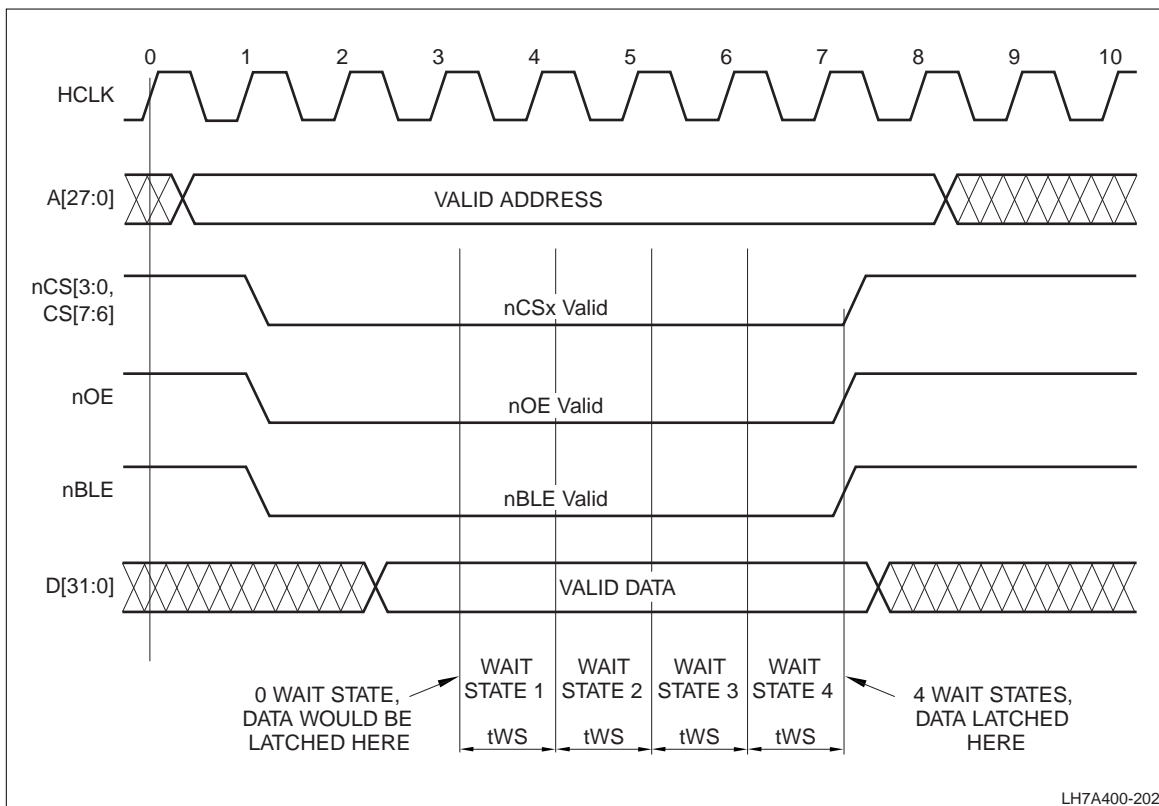 0 1 2 3 4 5 6 7 8 9 10
HCLK
A[27:0]
VALID ADDRESS
nCS[3:0,
CS[7:6]
nCSx Valid
nOE
nOE Valid
nBLE
nBLE Valid
D[31:0]
VALID DATA
0 WAIT STATE,
DATA WOULD BE
LATCHED HERE
WAIT
STATE 1
WAIT
STATE 2
WAIT
STATE 3
WAIT
STATE 4
tWS tWS tWS tWS
4 WAIT STATES,
DATA LATCHED
HERE
LH7A400-202